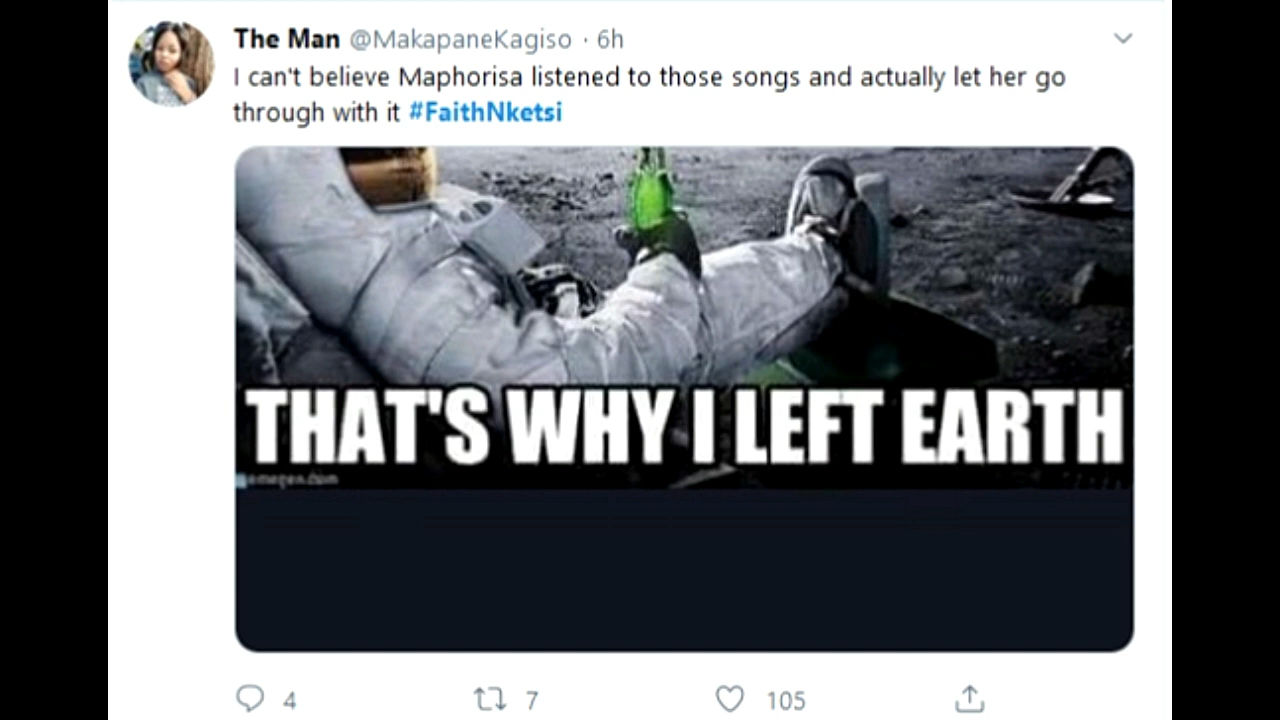 The Man @MakapaneKagiso · 6h
I can't believe Maphorisa listened to those songs and actually let her go
through with it #FaithNketsi
THAT'S WHY I LEFT EARTH
4 7 105